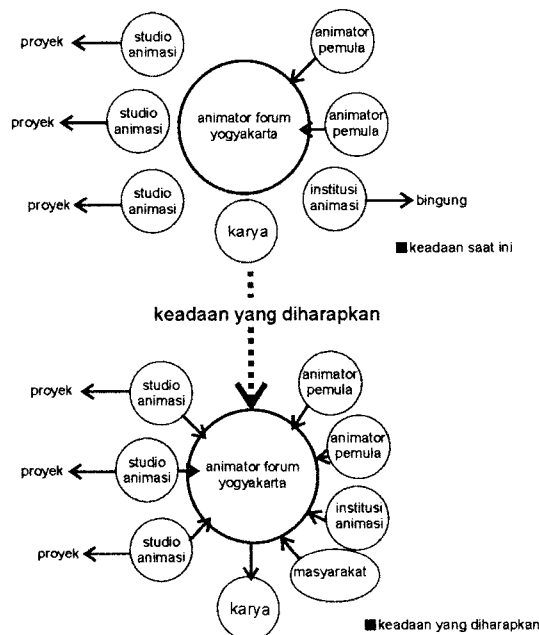 studio
animasi
proyek
animator
pemula
studio
animasi
proyek
animator forum
yogyakarta
animator
pemula
studio
animasi
proyek
institusi
animasi
bingung
karya
keadaan saat ini
keadaan yang diharapkan
studio
animasi
proyek
animator
pemula
studio
animasi
proyek
animator forum
yogyakarta
animator
pemula
institusi
animasi
studio
animasi
proyek
masyarakat
karya
keadaan yang diharapkan